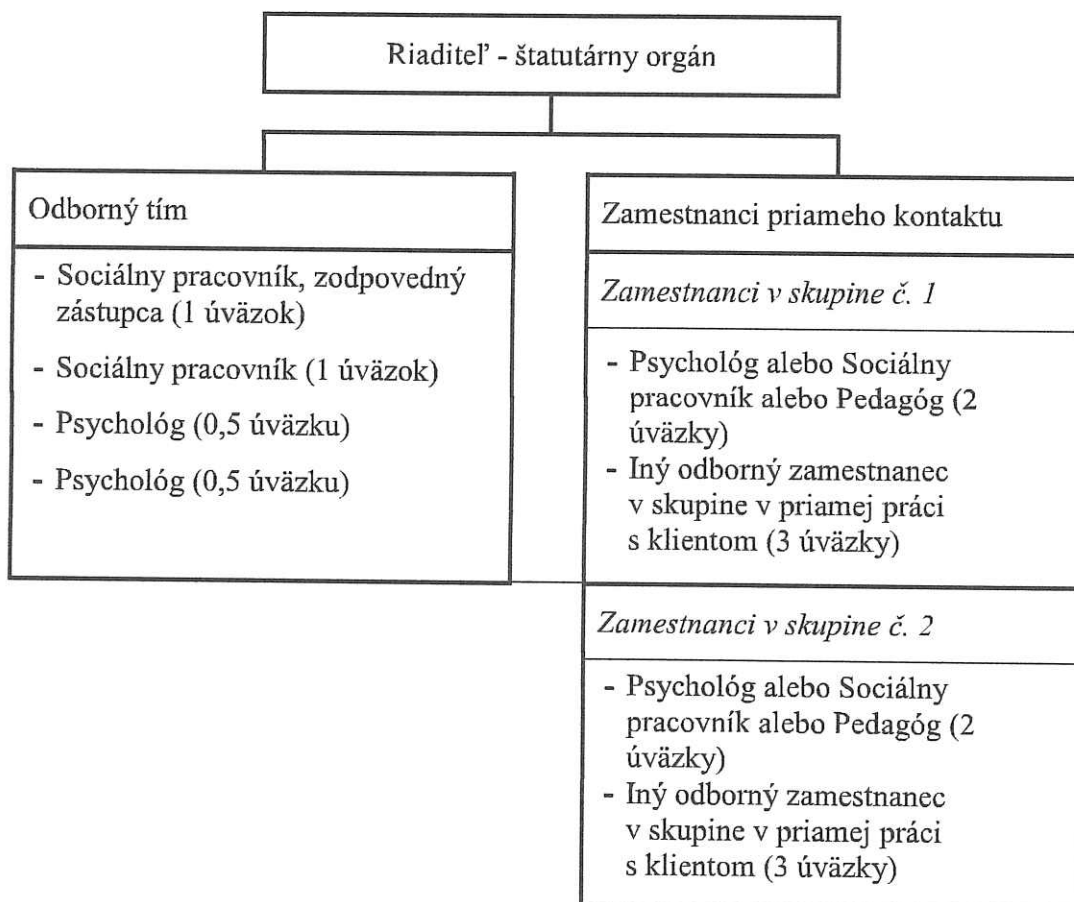 Riaditeľ - štatutárny orgán
Odborný tím
- Sociálny pracovník, zodpovedný
zástupca (1 úväzok)
- Sociálny pracovník (1 úväzok)
- Psychológ (0,5 úväzku)
- Psychológ (0,5 úväzku)
Zamestnanci priameho kontaktu
Zamestnanci v skupine č. 1
- Psychológ alebo Sociálny
pracovník alebo Pedagóg (2
úväzky)
- Iný odborný zamestnanec
v skupine v priamej práci
s klientom (3 úväzky)
Zamestnanci v skupine č. 2
- Psychológ alebo Sociálny
pracovník alebo Pedagóg (2
úväzky)
- Iný odborný zamestnanec
v skupine v priamej práci
s klientom (3 úväzky)